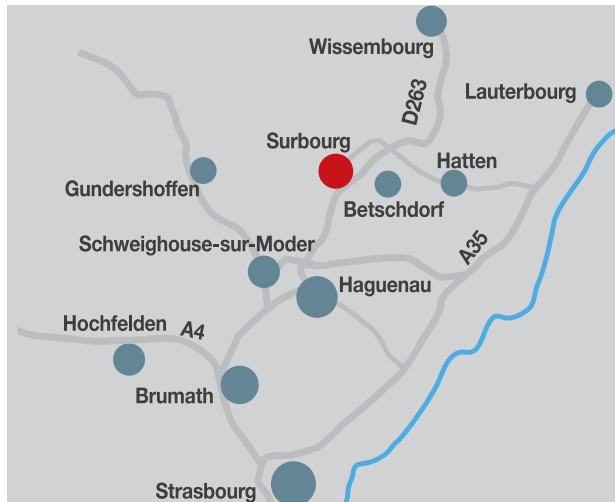 Wissembourg
D263
Lauterbourg
Surbourg
Hatten
Gundershoffen
Betschdorf
Schweighouse-sur-Moder
A35
Haguenau
Hochfelden
A4
Brumath
Strasbourg